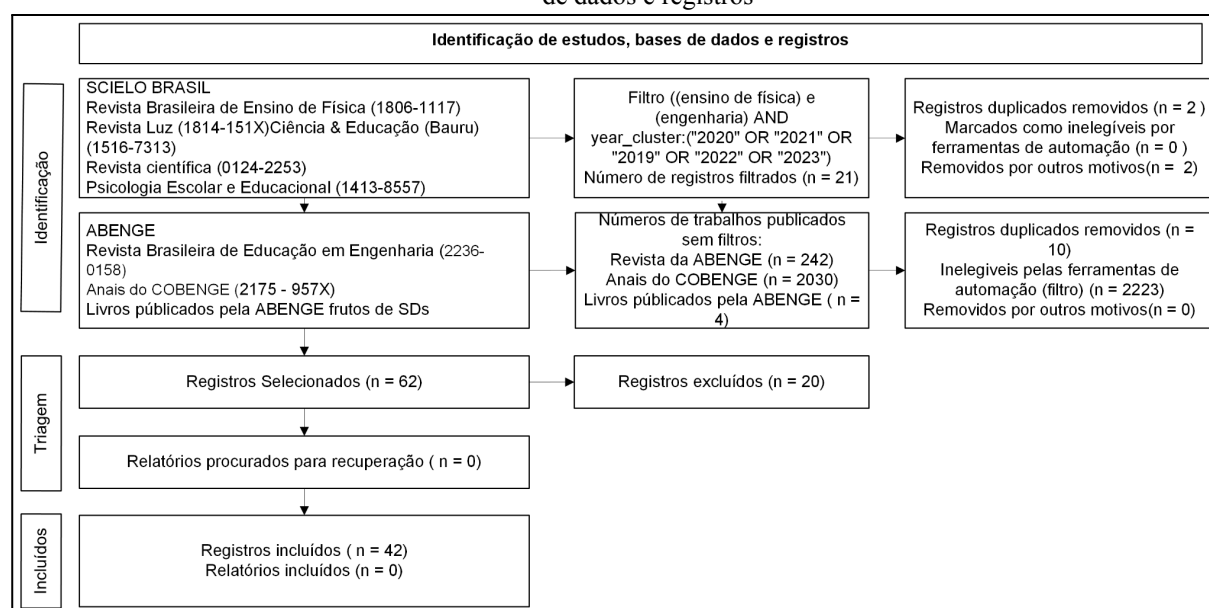 de dados e registros
Identificação de estudos, bases de dados e registros
Identificação
SCIELO BRASIL
Revista Brasileira de Ensino de Física (1806-1117)
Revista Luz (1814-151X)Ciência & Educação (Bauru)
(1516-7313)
Revista científica (0124-2253)
Psicologia Escolar e Educacional (1413-8557)
Filtro ((ensino de física) e
(engenharia) AND
year_cluster:("2020" OR "2021" OR
"2019" OR "2022" OR "2023")
Número de registros filtrados (n = 21)
Registros duplicados removidos (n = 2 )
Marcados como inelegíveis por
ferramentas de automação (n = 0 )
Removidos por outros motivos(n = 2)
ABENGE
Revista Brasileira de Educação em Engenharia (2236-
0158)
Anais do COBENGE (2175 - 957X)
Livros públicados pela ABENGE frutos de SDs
Números de trabalhos publicados
sem filtros:
Revista da ABENGE (n = 242)
Anais do COBENGE (n = 2030)
Livros públicados pela ABENGE ( n =
4)
Registros duplicados removidos (n =
10)
Inelegiveis pelas ferramentas de
automação (filtro) (n = 2223)
Removidos por outros motivos(n = 0)
Triagem
Registros Selecionados (n = 62)
Registros excluídos (n = 20)
Relatórios procurados para recuperação ( n = 0)
Incluídos
Registros incluídos ( n = 42)
Relatórios incluídos (n = 0)